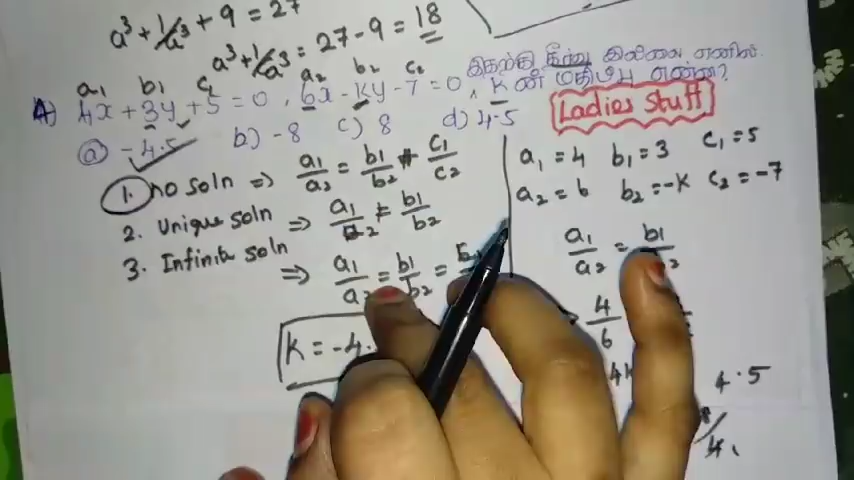 a³ + 1/a³ + 9 = 27
a³ + 1/a³ = 27 - 9 = 18
இதற்கு தீர்வு இல்லை எனில்
a₁ b₁ c₁ a₂ b₂ c₂
4x + 3y + 5 = 0, 6x - ky - 7 = 0, k ன் மதிப்பு என்ன?
a) -4.5 b) -8 c) 8 d) 4.5
Ladies Stuff
1. no soln ⇒ a₁/a₂ = b₁/b₂ ≠ c₁/c₂
2. Unique soln ⇒ a₁/a₂ ≠ b₁/b₂
3. Infinite soln
⇒ a₁/a₂ = b₁/b₂ =
K = -4.
a₁ = 4 b₁ = 3 c₁ = 5
a₂ = 6 b₂ = -K c₂ = -7
a₁/a₂ = b₁/
4/6
4.5